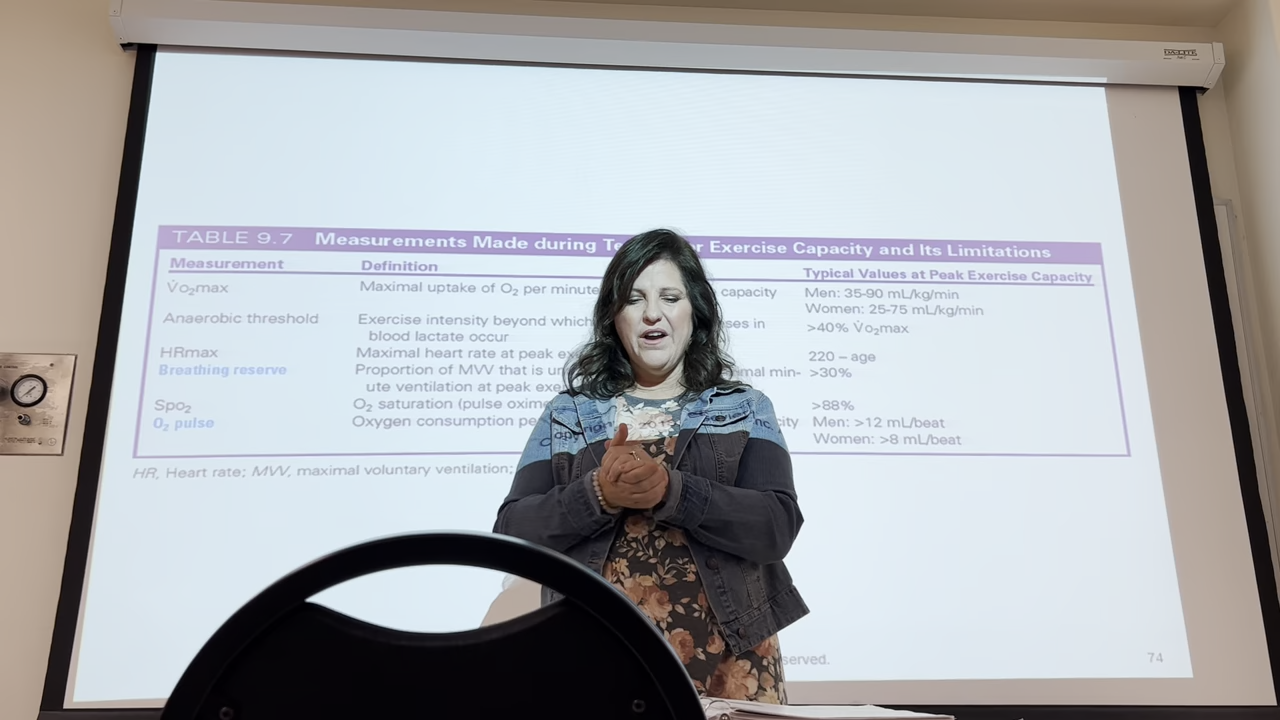 DA-LITE
TABLE 9.7 Measurements Made during Te r Exercise Capacity and Its Limitations
Measurement Definition Typical Values at Peak Exercise Capacity
V̇o₂max Maximal uptake of O₂ per minute capacity Men: 35-90 mL/kg/min
Women: 25-75 mL/kg/min
Anaerobic threshold Exercise intensity beyond which ses in >40% V̇o₂max
blood lactate occur
HRmax Maximal heart rate at peak ex 220 – age
Breathing reserve Proportion of MVV that is un mal min- >30%
ute ventilation at peak exe
Spo₂ O₂ saturation (pulse oxime >88%
O₂ pulse Oxygen consumption pe city Men: >12 mL/beat
Women: >8 mL/beat
HR, Heart rate; MVV, maximal voluntary ventilation;
served.
74